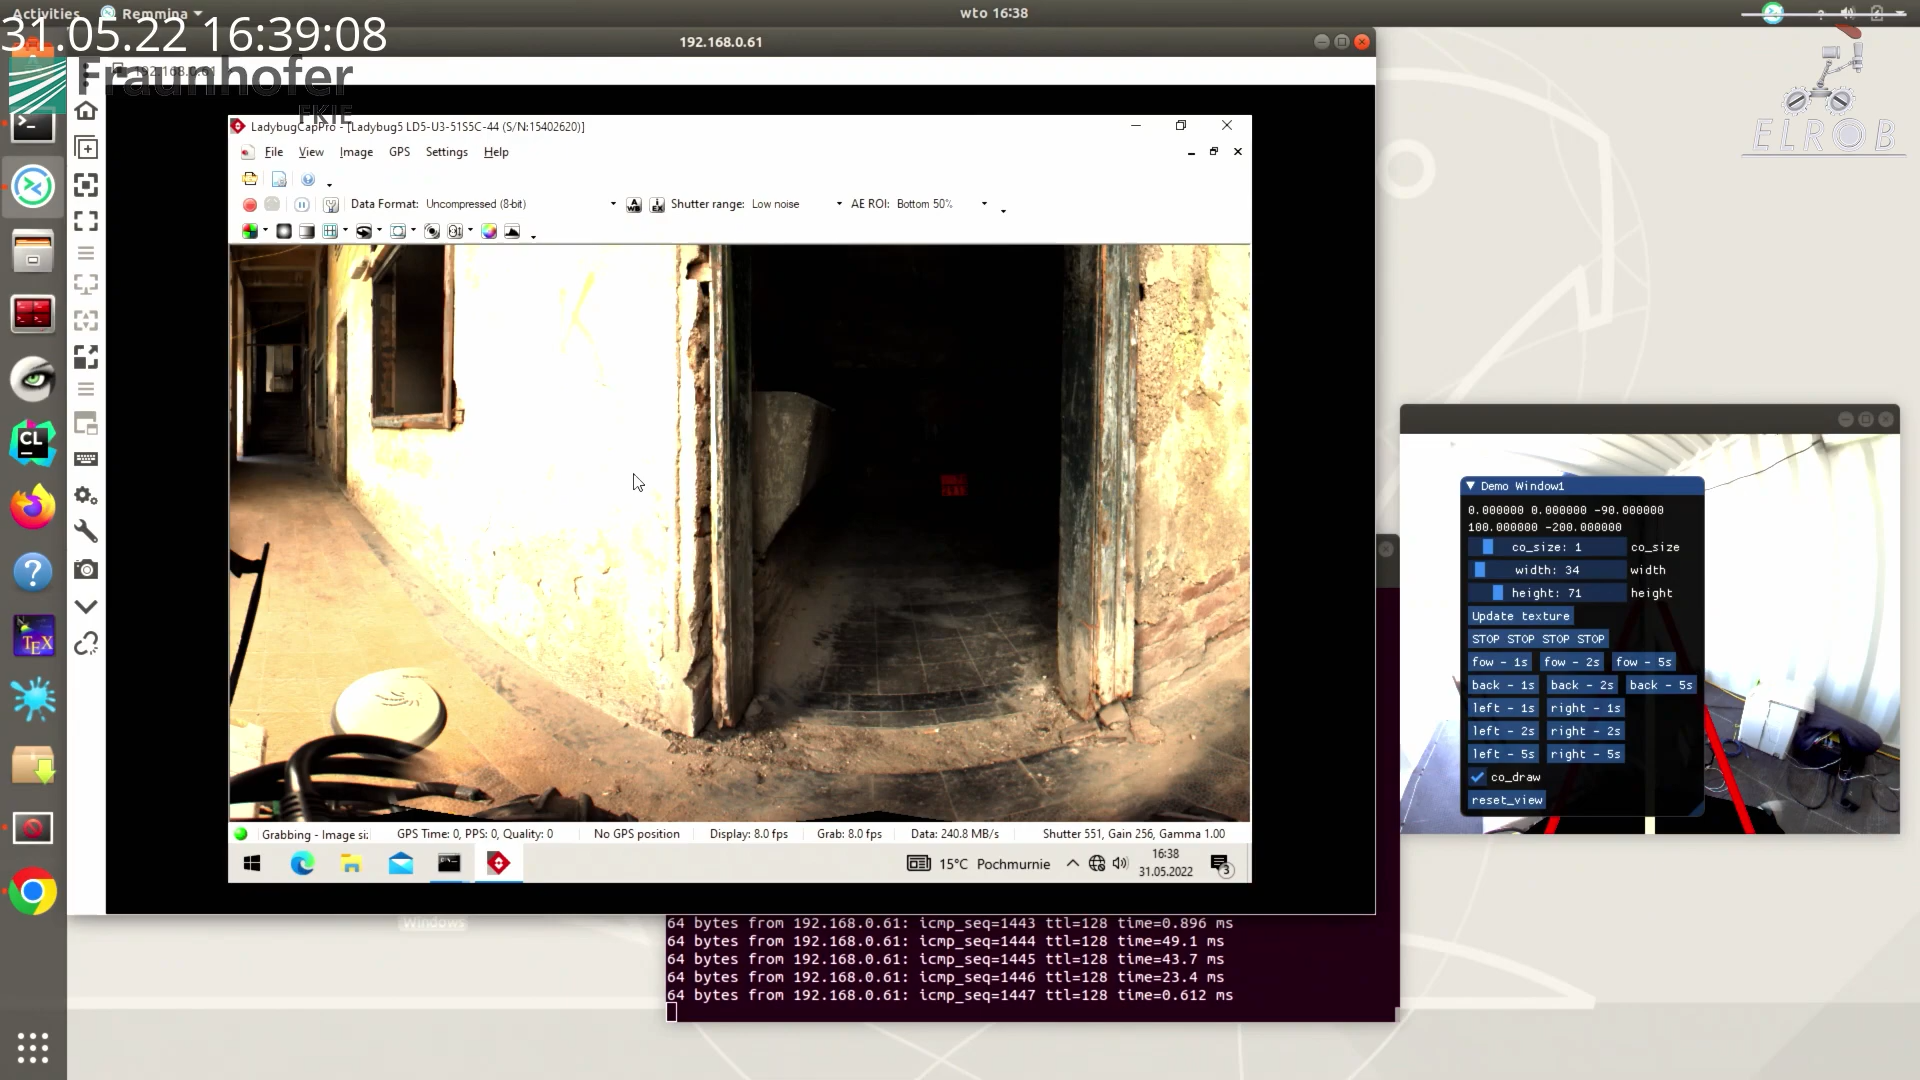 Activities Remmina
wto 16:38
31.05.22 16:39:08
192.168.0.61
192.168.0.61
Fraunhofer
FKIE
ELROB
LadybugCapPro - [Ladybug5 LD5-U3-51S5C-44 (S/N:15402620)]
File View Image GPS Settings Help
Data Format: Uncompressed (8-bit) Shutter range: Low noise AE ROI: Bottom 50%
Grabbing - Image si: GPS Time: 0, PPS: 0, Quality: 0 No GPS position Display: 8.0 fps Grab: 8.0 fps Data: 240.8 MB/s Shutter 551, Gain 256, Gamma 1.00
15°C Pochmurnie
16:38
31.05.2022
3
Windows
64 bytes from 192.168.0.61: icmp_seq=1443 ttl=128 time=0.896 ms
64 bytes from 192.168.0.61: icmp_seq=1444 ttl=128 time=49.1 ms
64 bytes from 192.168.0.61: icmp_seq=1445 ttl=128 time=43.7 ms
64 bytes from 192.168.0.61: icmp_seq=1446 ttl=128 time=23.4 ms
64 bytes from 192.168.0.61: icmp_seq=1447 ttl=128 time=0.612 ms
Demo Window1
0.000000 0.000000 -90.000000
100.000000 -200.000000
co_size: 1 co_size
width: 34 width
height: 71 height
Update texture
STOP STOP STOP STOP
fow - 1s fow - 2s fow - 5s
back - 1s back - 2s back - 5s
left - 1s right - 1s
left - 2s right - 2s
left - 5s right - 5s
co_draw
reset_view
CL
TEX